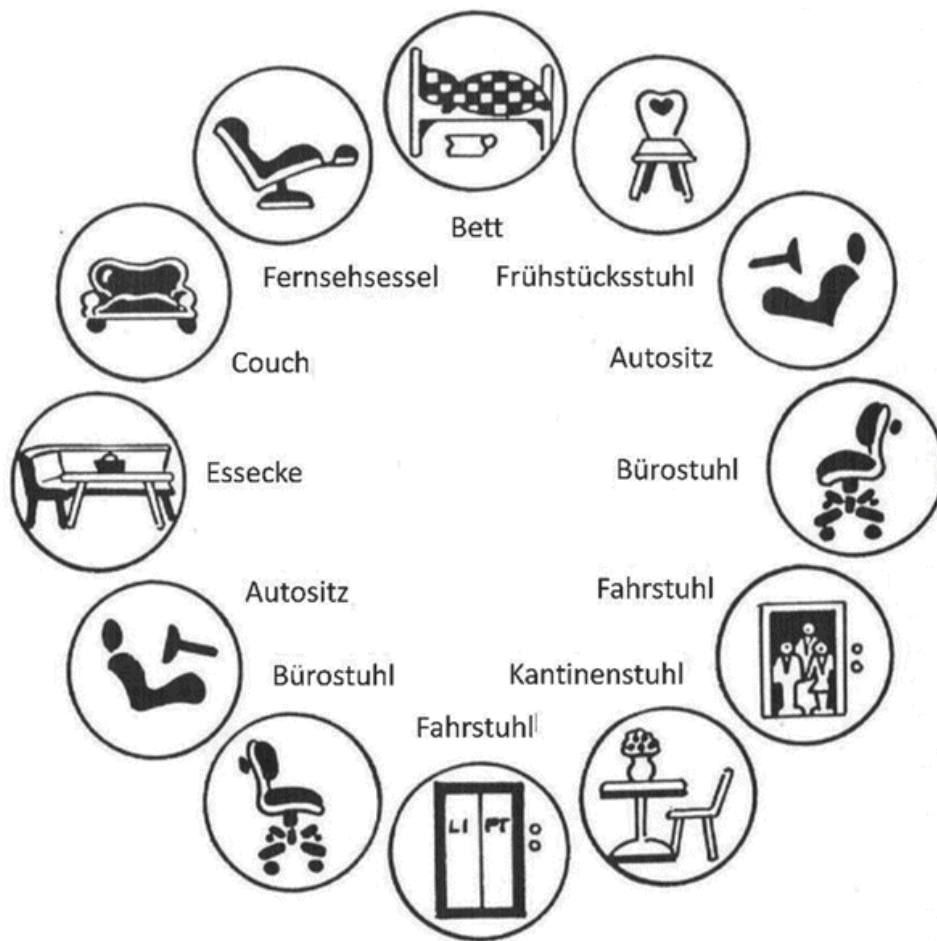 Bett
Fernsehsessel
Frühstücksstuhl
Couch
Autositz
Essecke
Bürostuhl
Autositz
Fahrstuhl
Bürostuhl
Kantinenstuhl
Fahrstuhl
LI FT